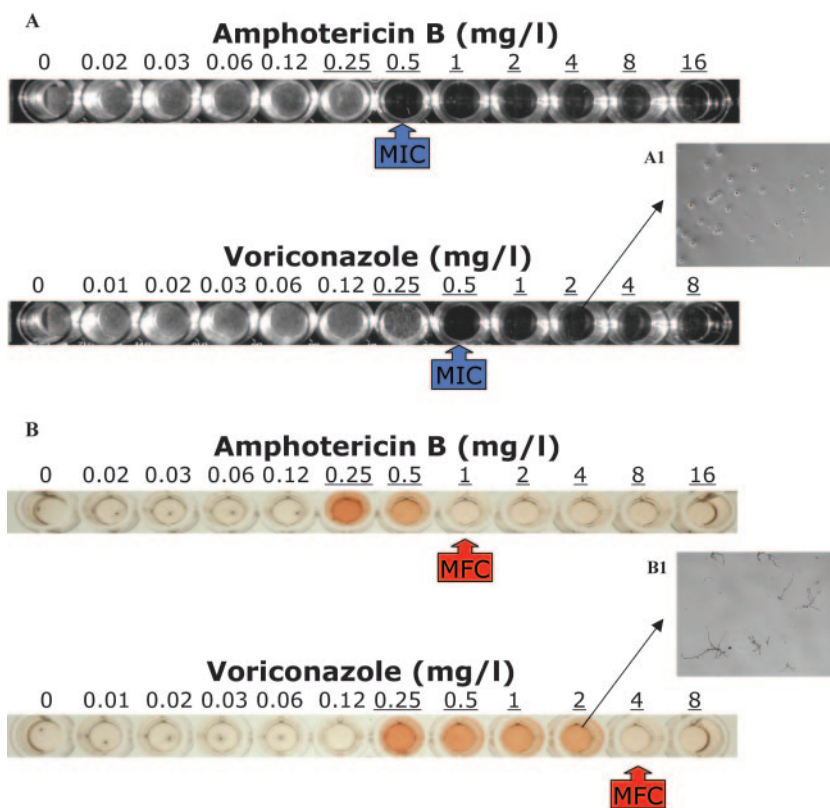 A
Amphotericin B (mg/l)
0 0.02 0.03 0.06 0.12 0.25 0.5 1 2 4 8 16
MIC
A1
Voriconazole (mg/l)
0 0.01 0.02 0.03 0.06 0.12 0.25 0.5 1 2 4 8
MIC
B
Amphotericin B (mg/l)
0 0.02 0.03 0.06 0.12 0.25 0.5 1 2 4 8 16
MFC
B1
Voriconazole (mg/l)
0 0.01 0.02 0.03 0.06 0.12 0.25 0.5 1 2 4 8
MFC